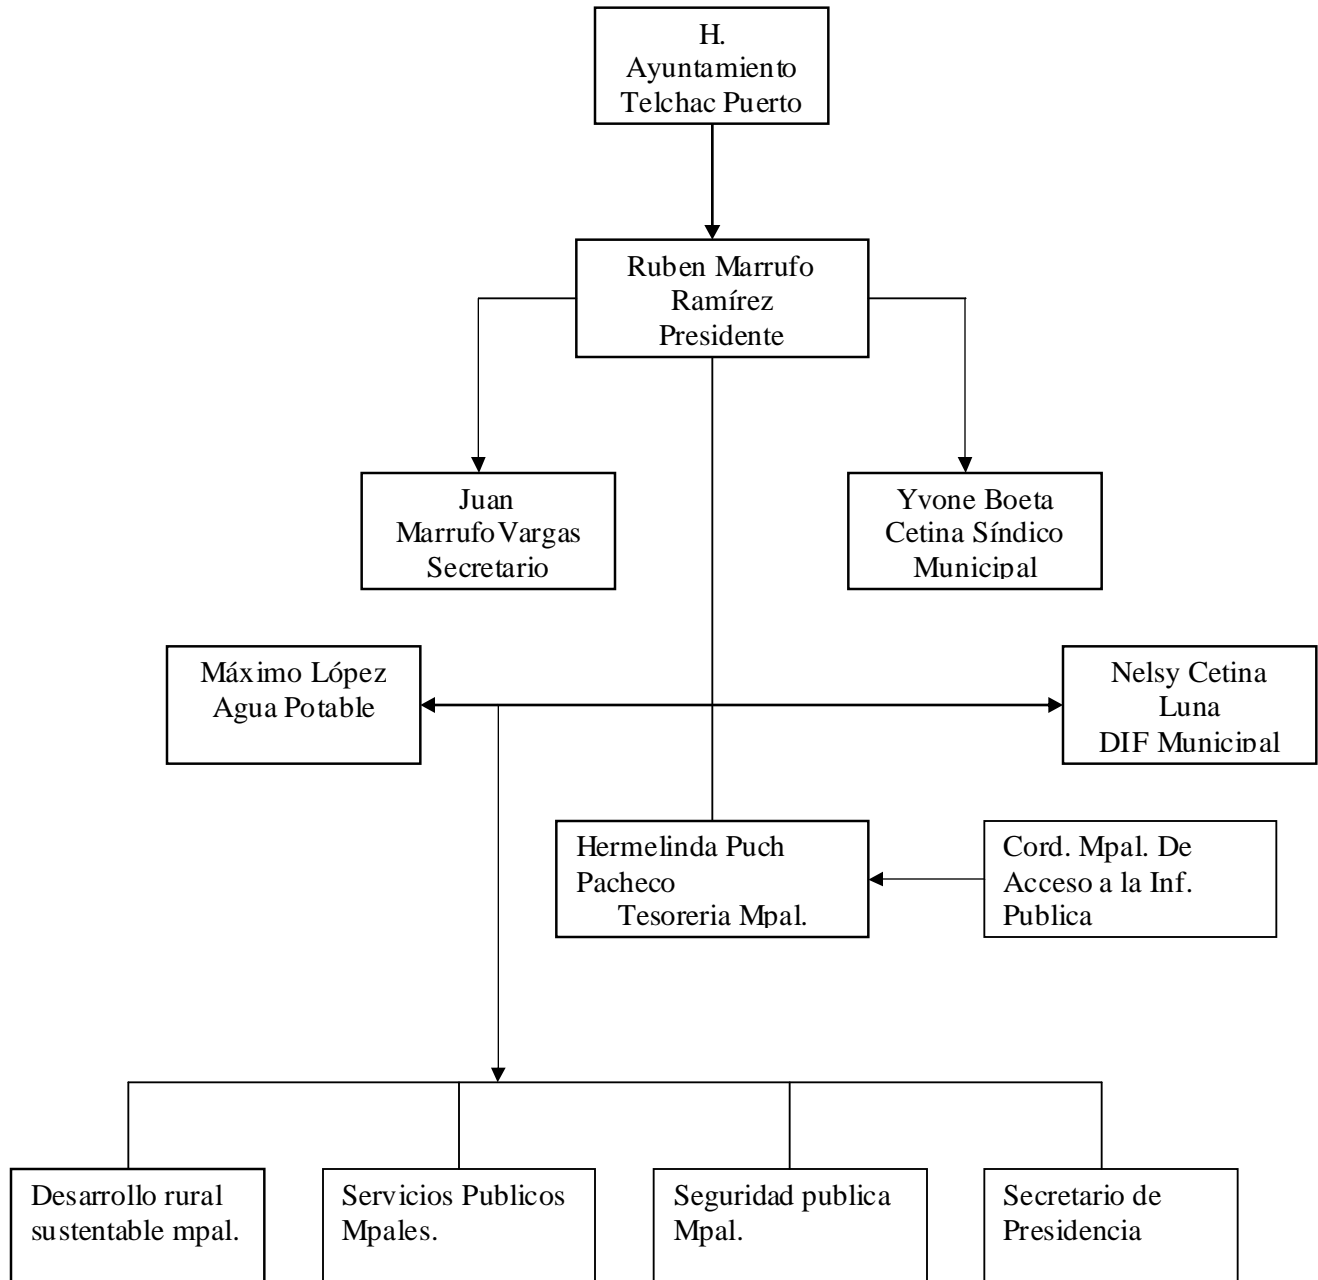 H.
Ayuntamiento
Telchac Puerto
Ruben Marrufo
Ramírez
Presidente
Juan
MarrufoVargas
Secretario
Yvone Boeta
Cetina Síndico
Municipal
Máximo López
Agua Potable
Nelsy Cetina
Luna
DIF Municipal
Hermelinda Puch
Pacheco
Tesoreria Mpal.
Cord. Mpal. De
Acceso a la Inf.
Publica
Desarrollo rural
sustentable mpal.
Servicios Publicos
Mpales.
Seguridad publica
Mpal.
Secretario de
Presidencia